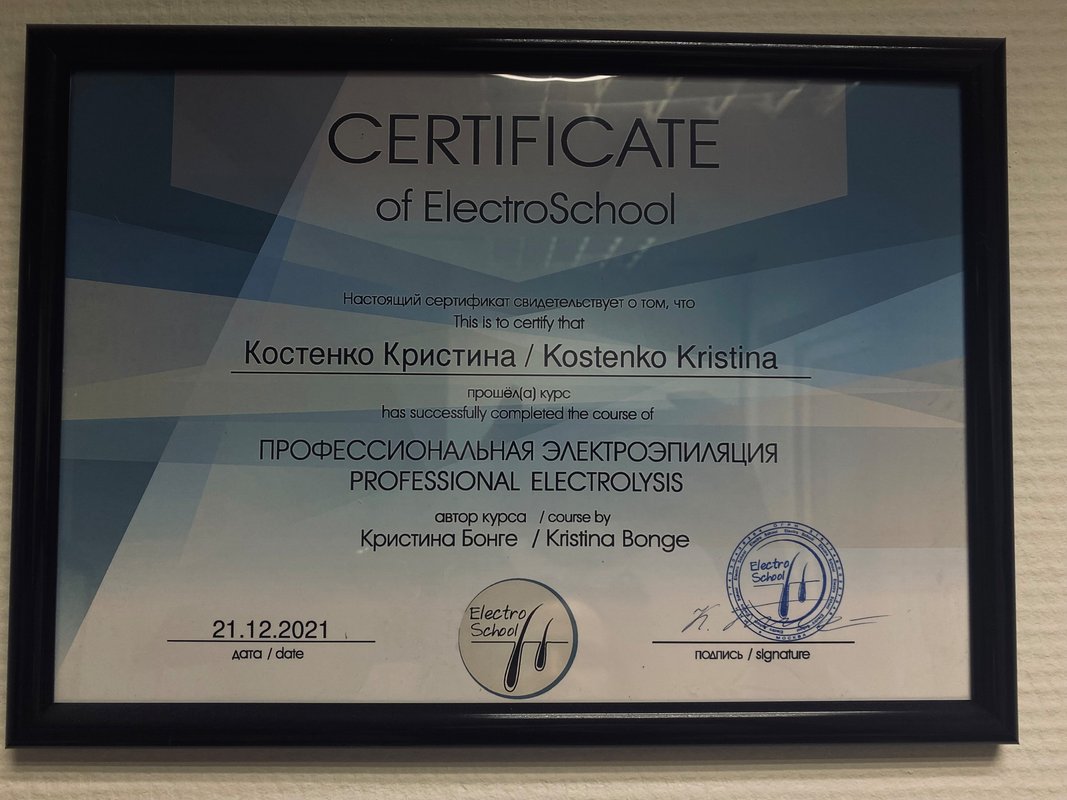 CERTIFICATE
of ElectroSchool
Настоящий сертификат свидетельствует о том, что
This is to certify that
Костенко Кристина / Kostenko Kristina
прошёл(а) курс
has successfully completed the course of
ПРОФЕССИОНАЛЬНАЯ ЭЛЕКТРОЭПИЛЯЦИЯ
PROFESSIONAL ELECTROLYSIS
автор курса / course by
Кристина Бонге / Kristina Bonge
Electro
School
Electro
School
21.12.2021
дата / date
подпись / signature